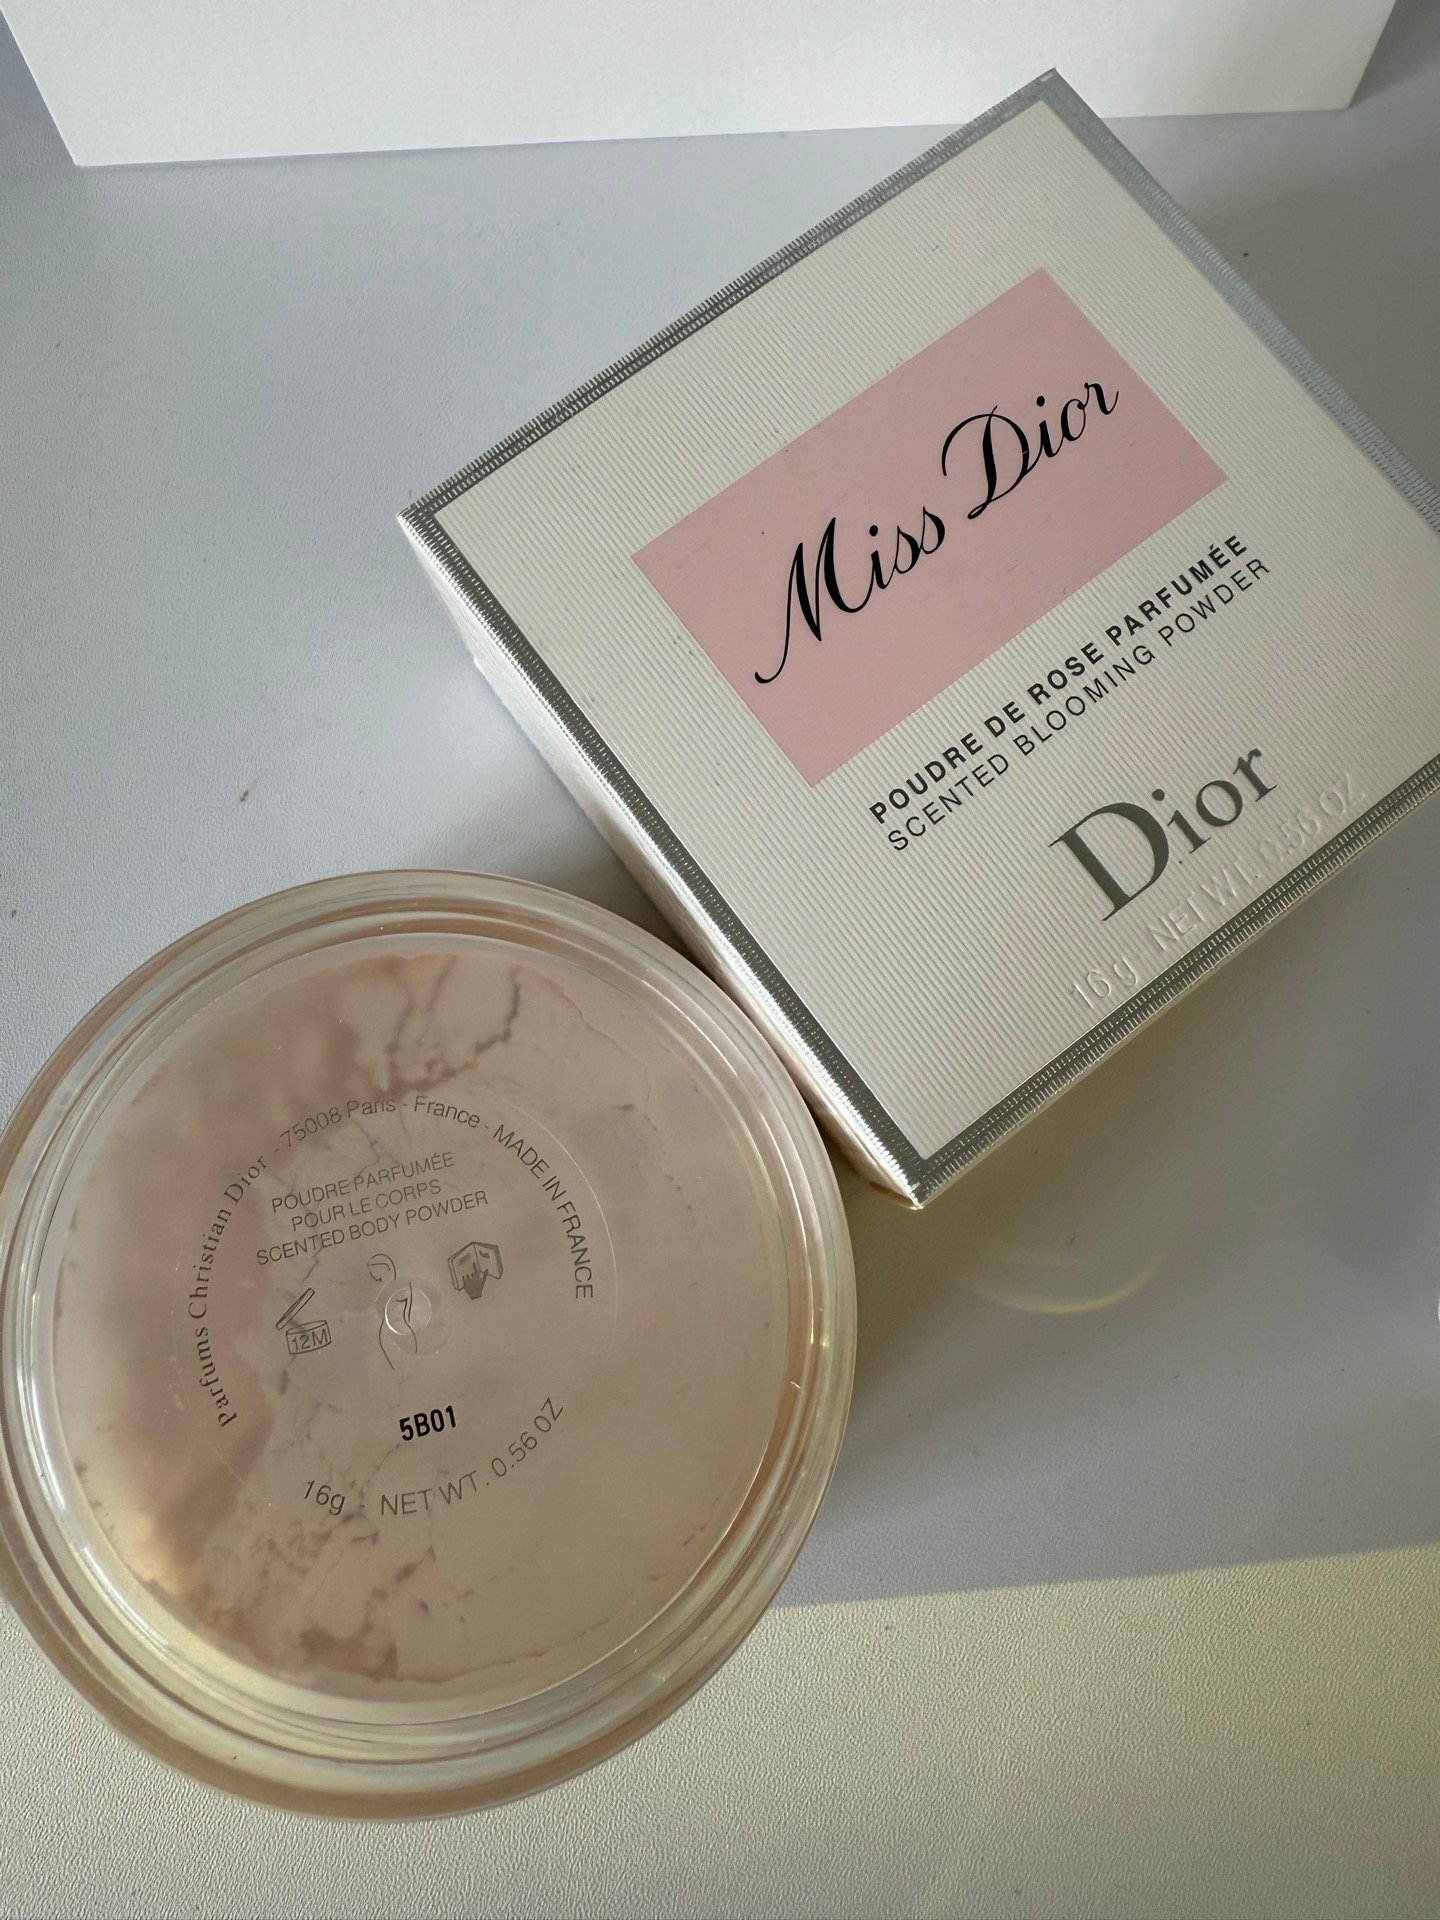 Miss Dior
POUDRE DE ROSE PARFUMÉE
SCENTED BLOOMING POWDER
Dior
16 g - NET WT. 0.56 OZ
Parfums Christian Dior - 75008 Paris - France - MADE IN FRANCE
POUDRE PARFUMÉE
POUR LE CORPS
SCENTED BODY POWDER
12M
5B01
16g · NET WT. 0.56 OZ